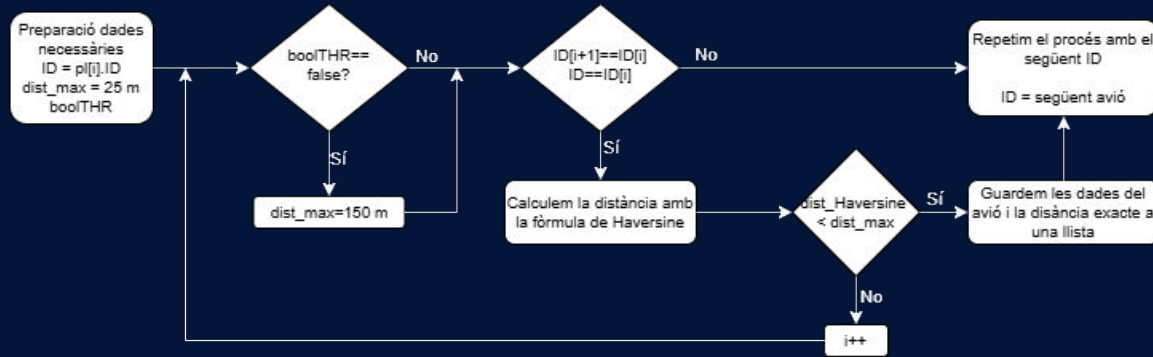 Preparació dades
necessàries
ID = pl[i].ID
dist_max = 25 m
boolTHR
boolTHR==
false?
No
Sí
dist_max=150 m
ID[i+1]==ID[i]
ID==ID[i]
No
Sí
Calculem la distància amb
la fòrmula de Haversine
dist_Haversine
< dist_max
Sí
No
i++
Guardem les dades del
avió i la disància exacte a
una llista
Repetim el procés amb el
següent ID
ID = següent avió